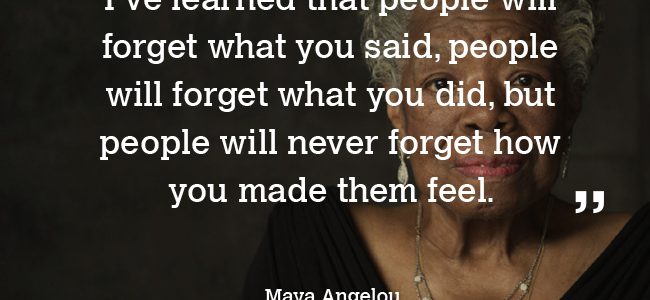 I've learned that people will
forget what you said, people
will forget what you did, but
people will never forget how
you made them feel.
”
Maya Angelou